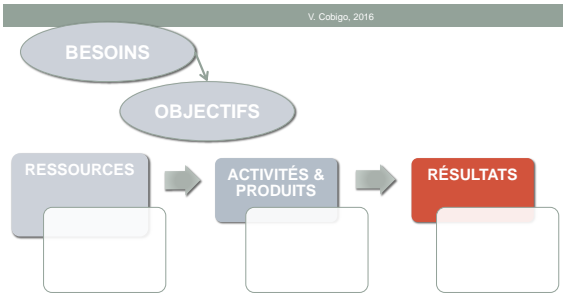 V. Cobigo, 2016
BESOINS
OBJECTIFS
RESSOURCES
ACTIVITÉS &
PRODUITS
RÉSULTATS